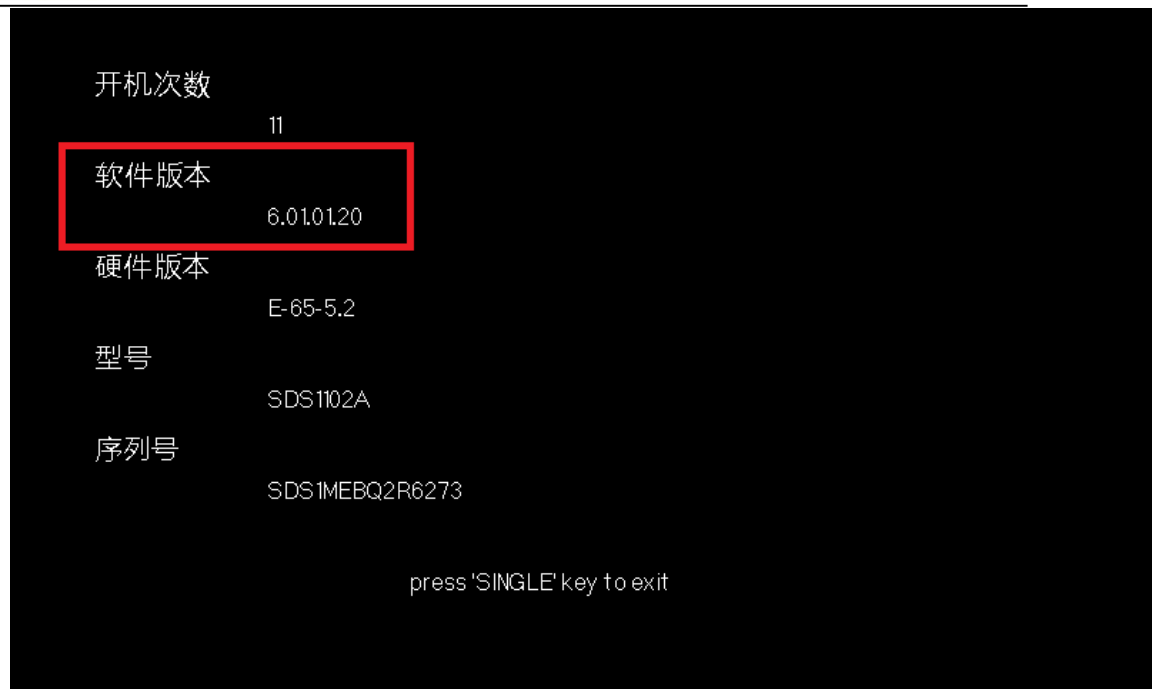 开机次数
11
软件版本
6.01.01.20
硬件版本
E-65-5.2
型号
SDS1102A
序列号
SDS1MEBQ2R6273
press 'SINGLE' key to exit